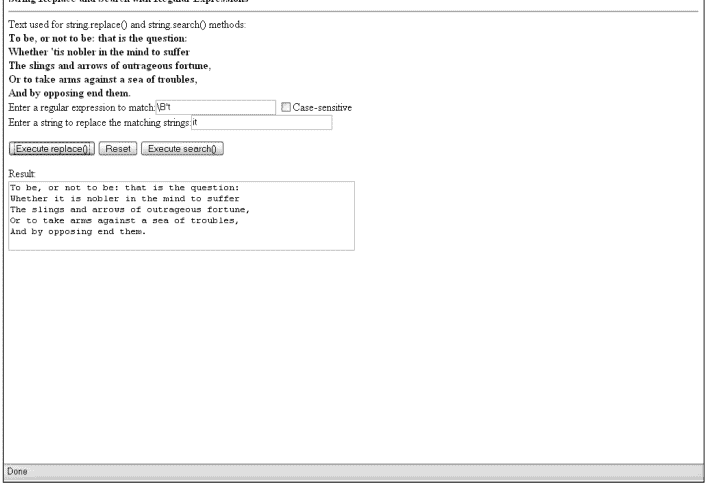 String Replace and Search with Regular Expressions
Text used for string.replace() and string.search() methods:
To be, or not to be: that is the question:
Whether 'tis nobler in the mind to suffer
The slings and arrows of outrageous fortune,
Or to take arms against a sea of troubles,
And by opposing end them.
Enter a regular expression to match: \B't Case-sensitive
Enter a string to replace the matching strings: it
Execute replace() Reset Execute search()
Result:
To be, or not to be: that is the question:
Whether it is nobler in the mind to suffer
The slings and arrows of outrageous fortune,
Or to take arms against a sea of troubles,
And by opposing end them.
Done